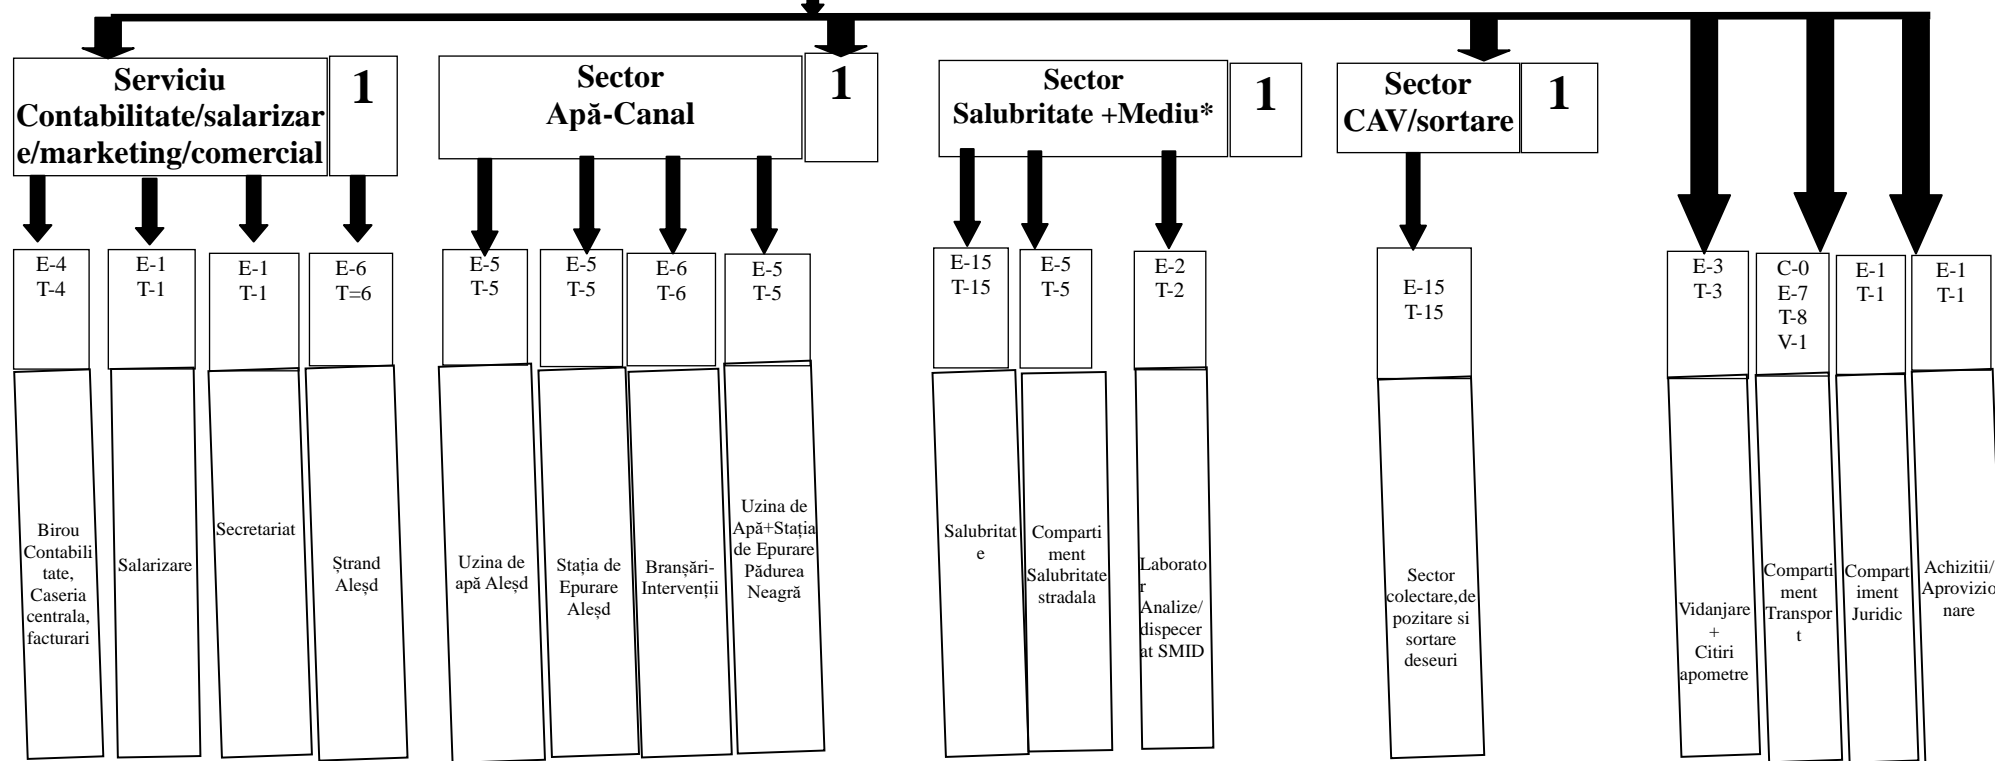 Serviciu
Contabilitate/salarizar
e/marketing/comercial
1
Sector
Apă-Canal
1
Sector
Salubritate +Mediu*
1
Sector
CAV/sortare
1
E-4
T-4
E-1
T-1
E-1
T-1
E-6
T=6
E-5
T-5
E-5
T-5
E-6
T-6
E-5
T-5
E-15
T-15
E-5
T-5
E-2
T-2
E-15
T-15
E-3
T-3
C-0
E-7
T-8
V-1
E-1
T-1
E-1
T-1
Birou
Contabili
tate,
Caseria
centrala,
facturari
Salarizare
Secretariat
Ștrand
Aleșd
Uzina de
apă Aleșd
Stația de
Epurare
Aleșd
Branșări-
Intervenții
Uzina de
Apă+Stația
de Epurare
Pădurea
Neagră
Salubritat
e
Comparti
ment
Salubritate
stradala
Laborato
r
Analize/
dispecer
at SMID
Sector
colectare,de
pozitare si
sortare
deseuri
Vidanjare
+
Citiri
apometre
Comparti
ment
Transpor
t
Compart
iment
Juridic
Achizitii/
Aprovizio
nare